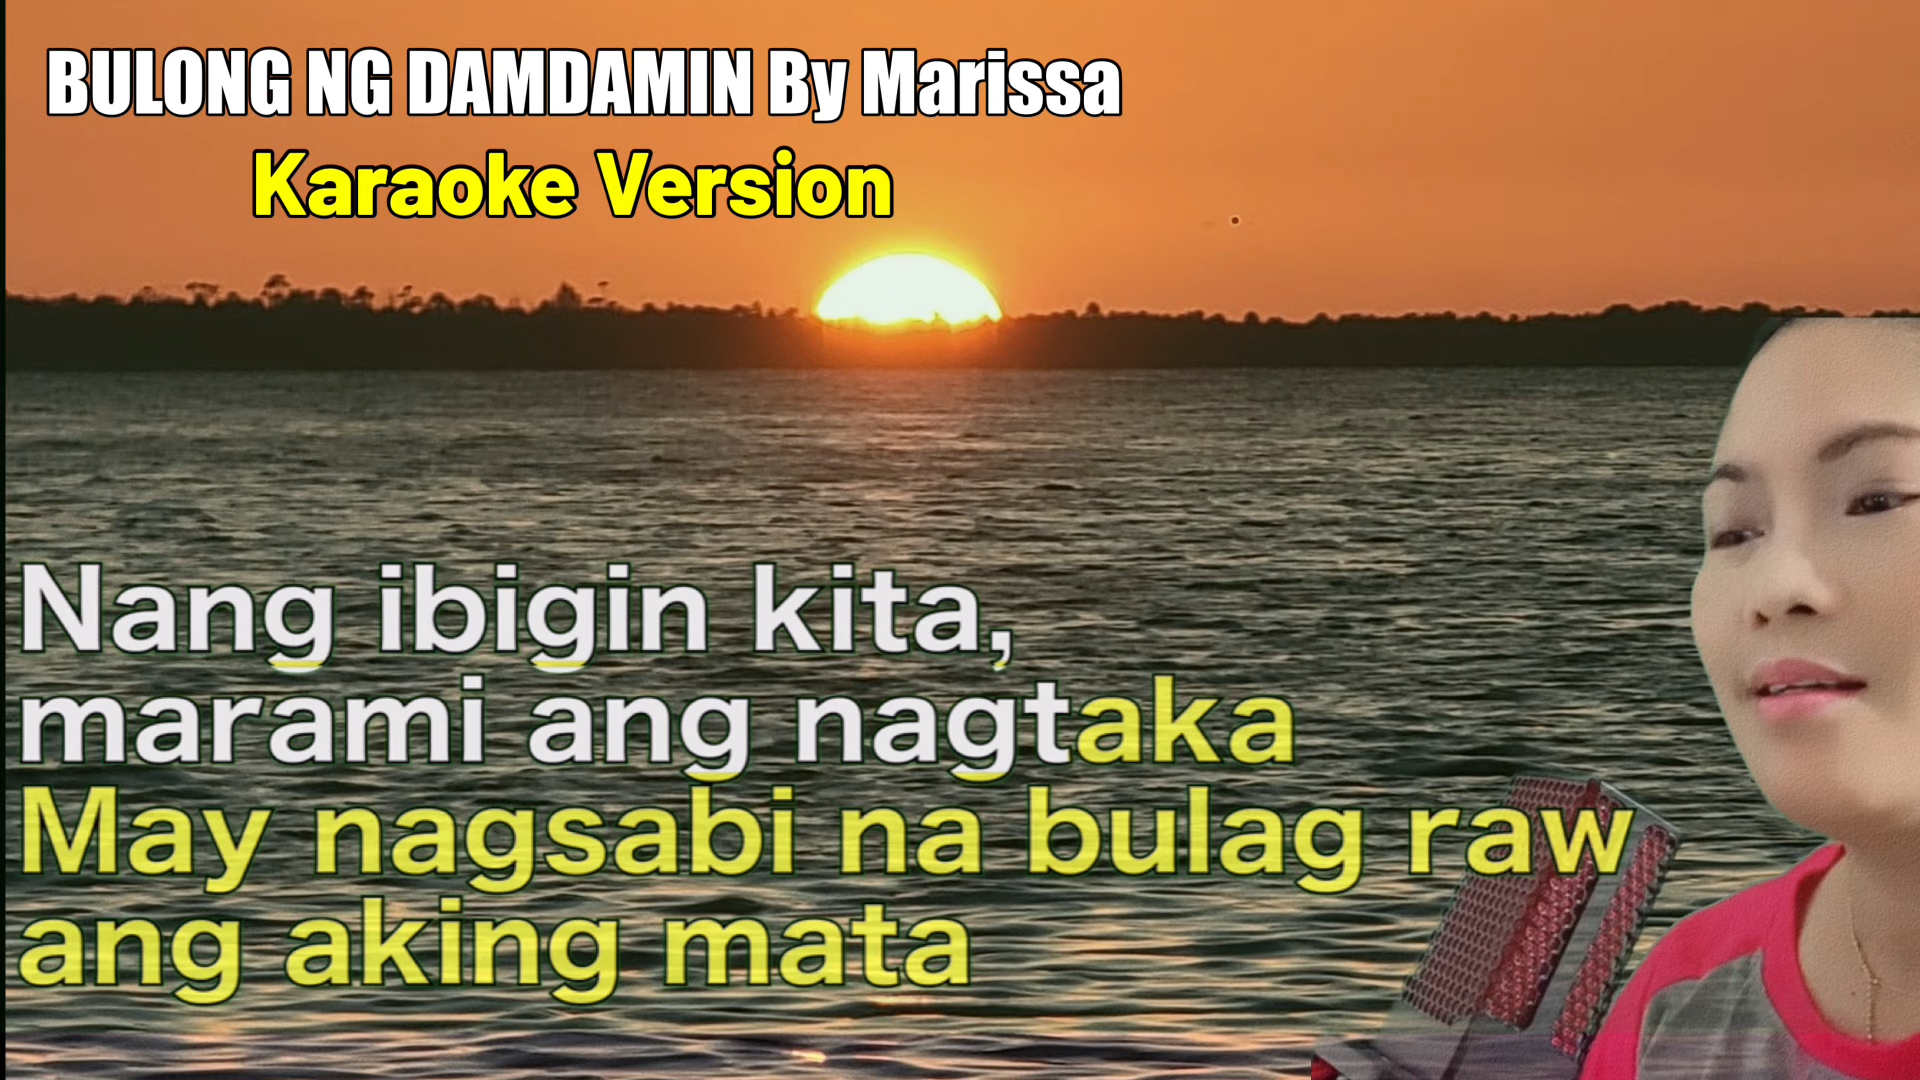 BULONG NG DAMDAMIN By Marissa
Karaoke Version
Nang ibigin kita,
marami ang nagtaka
May nagsabi na bulag raw
ang aking mata